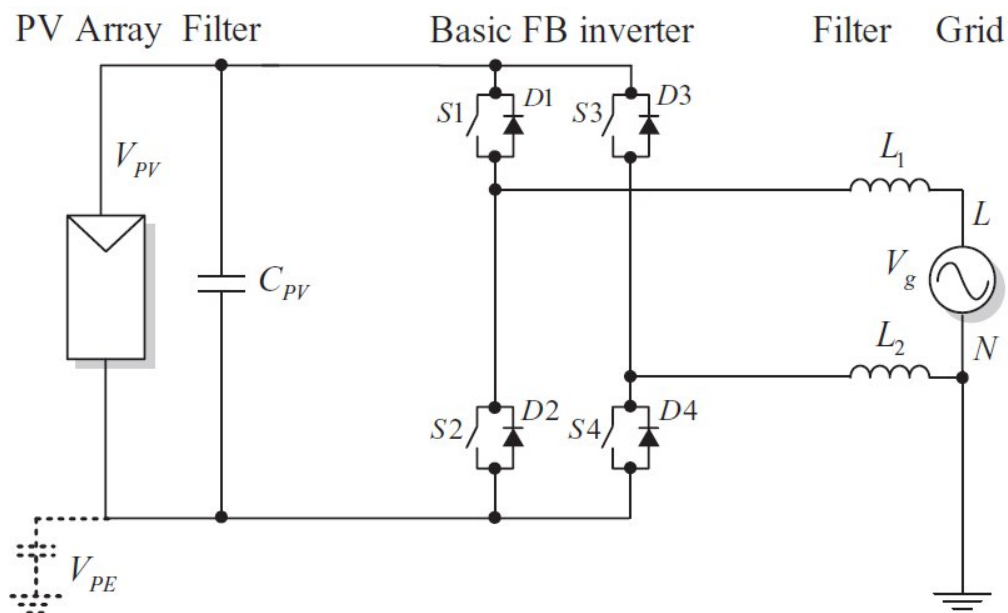 PV Array Filter Basic FB inverter Filter Grid
S1 D1 S3 D3
V_PV L_1
L
C_PV V_g
L_2 N
S2 D2 S4 D4
V_PE